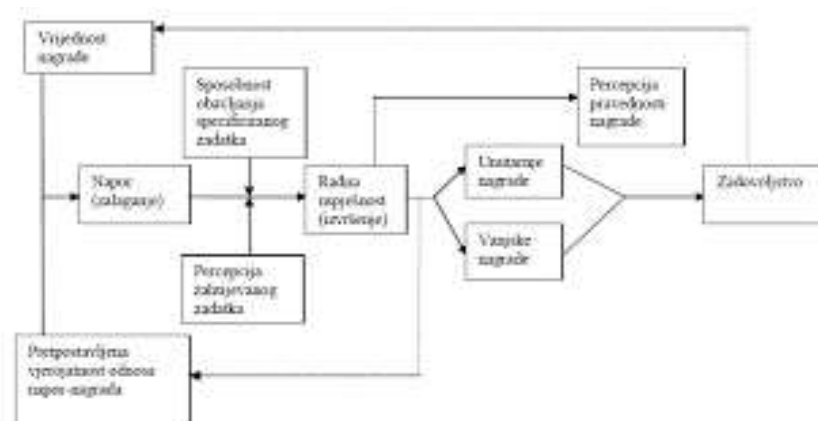 Vrijednost
nagrade
Sposobnost
obavljanja
specificiranog
zadatka
Percepcija
pravednosti
nagrade
Napor
(zalaganje)
Radna
uspješnost
(izvršenje)
Unutarnje
nagrade
Vanjske
nagrade
Zadovoljstvo
Percepcija
zahtijevanog
zadatka
Pretpostavljena
vjerojatnost odnosa
napor-nagrada